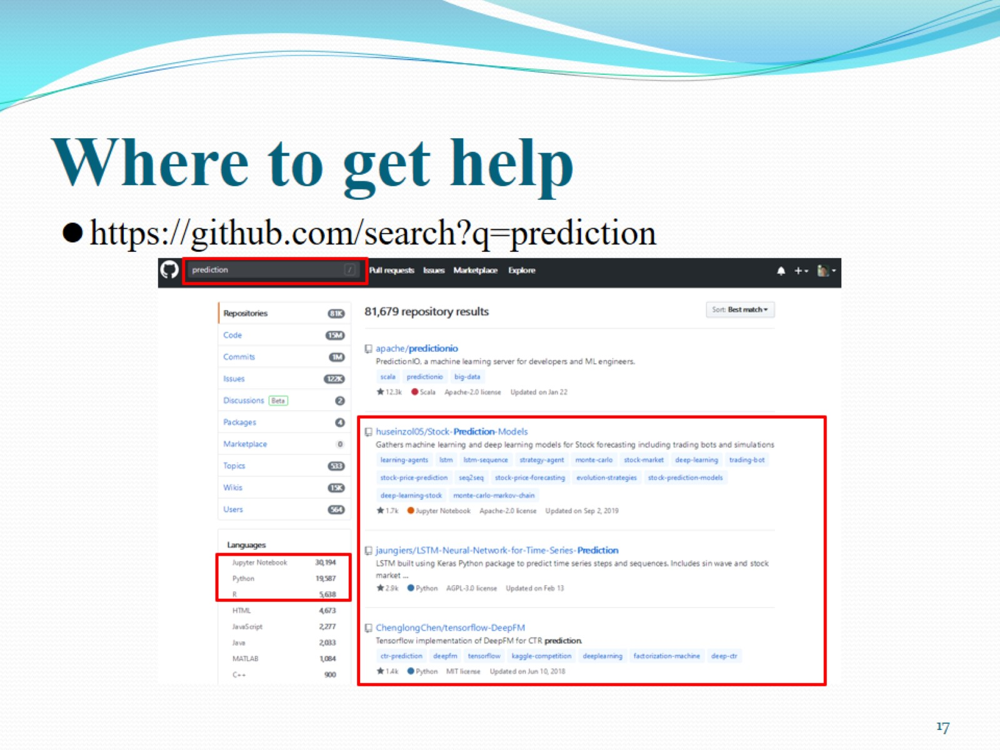 Where to get help
● https://github.com/search?q=prediction
prediction /
Pull requests Issues Marketplace Explore
Repositories 81K
Code 15M
Commits 1M
Issues 122K
Discussions Beta 2
Packages 4
Marketplace 0
Topics 533
Wikis 15K
Users 564
Languages
Jupyter Notebook 30,194
Python 19,587
R 5,638
HTML 4,673
JavaScript 2,277
Java 2,033
MATLAB 1,084
C++ 900
81,679 repository results
Sort: Best match
apache/predictionio
PredictionIO, a machine learning server for developers and ML engineers.
scala predictionio big-data
12.3k Scala Apache-2.0 license Updated on Jan 22
huseinzol05/Stock-Prediction-Models
Gathers machine learning and deep learning models for Stock forecasting including trading bots and simulations
learning-agents lstm lstm-sequence strategy-agent monte-carlo stock-market deep-learning trading-bot
stock-price-prediction seq2seq stock-price-forecasting evolution-strategies stock-prediction-models
deep-learning-stock monte-carlo-markov-chain
1.7k Jupyter Notebook Apache-2.0 license Updated on Sep 2, 2019
jaungiers/LSTM-Neural-Network-for-Time-Series-Prediction
LSTM built using Keras Python package to predict time series steps and sequences. Includes sin wave and stock
market ...
2.9k Python AGPL-3.0 license Updated on Feb 13
ChenglongChen/tensorflow-DeepFM
Tensorflow implementation of DeepFM for CTR prediction.
ctr-prediction deepfm tensorflow kaggle-competition deeplearning factorization-machine deep-ctr
1.4k Python MIT license Updated on Jun 10, 2018
17